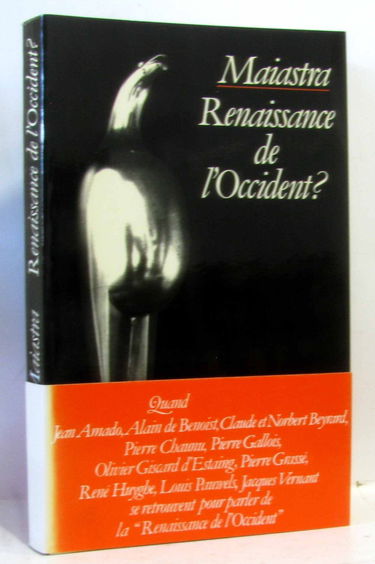 Maiastra
Renaissance
de
l'Occident?
Maiastra Renaissance de l'Occident?
Quand
Jean Amado, Alain de Benoist, Claude et Norbert Beyrard,
Pierre Chaunu, Pierre Gallois,
Olivier Giscard d'Estaing, Pierre Grassé,
René Huyghe, Louis Pauwels, Jacques Vernant
se retrouvent pour parler de
la "Renaissance de l'Occident"